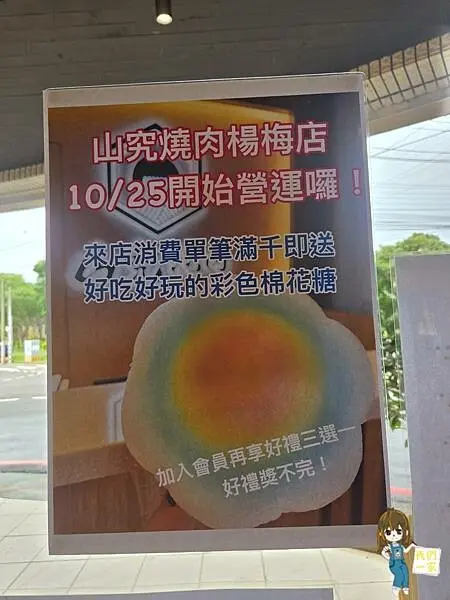 山究燒肉楊梅店
10/25開始營運囉！
來店消費單筆滿千即送
好吃好玩的彩色棉花糖
加入會員再享好禮三選一
好禮獎不完！
我們一家